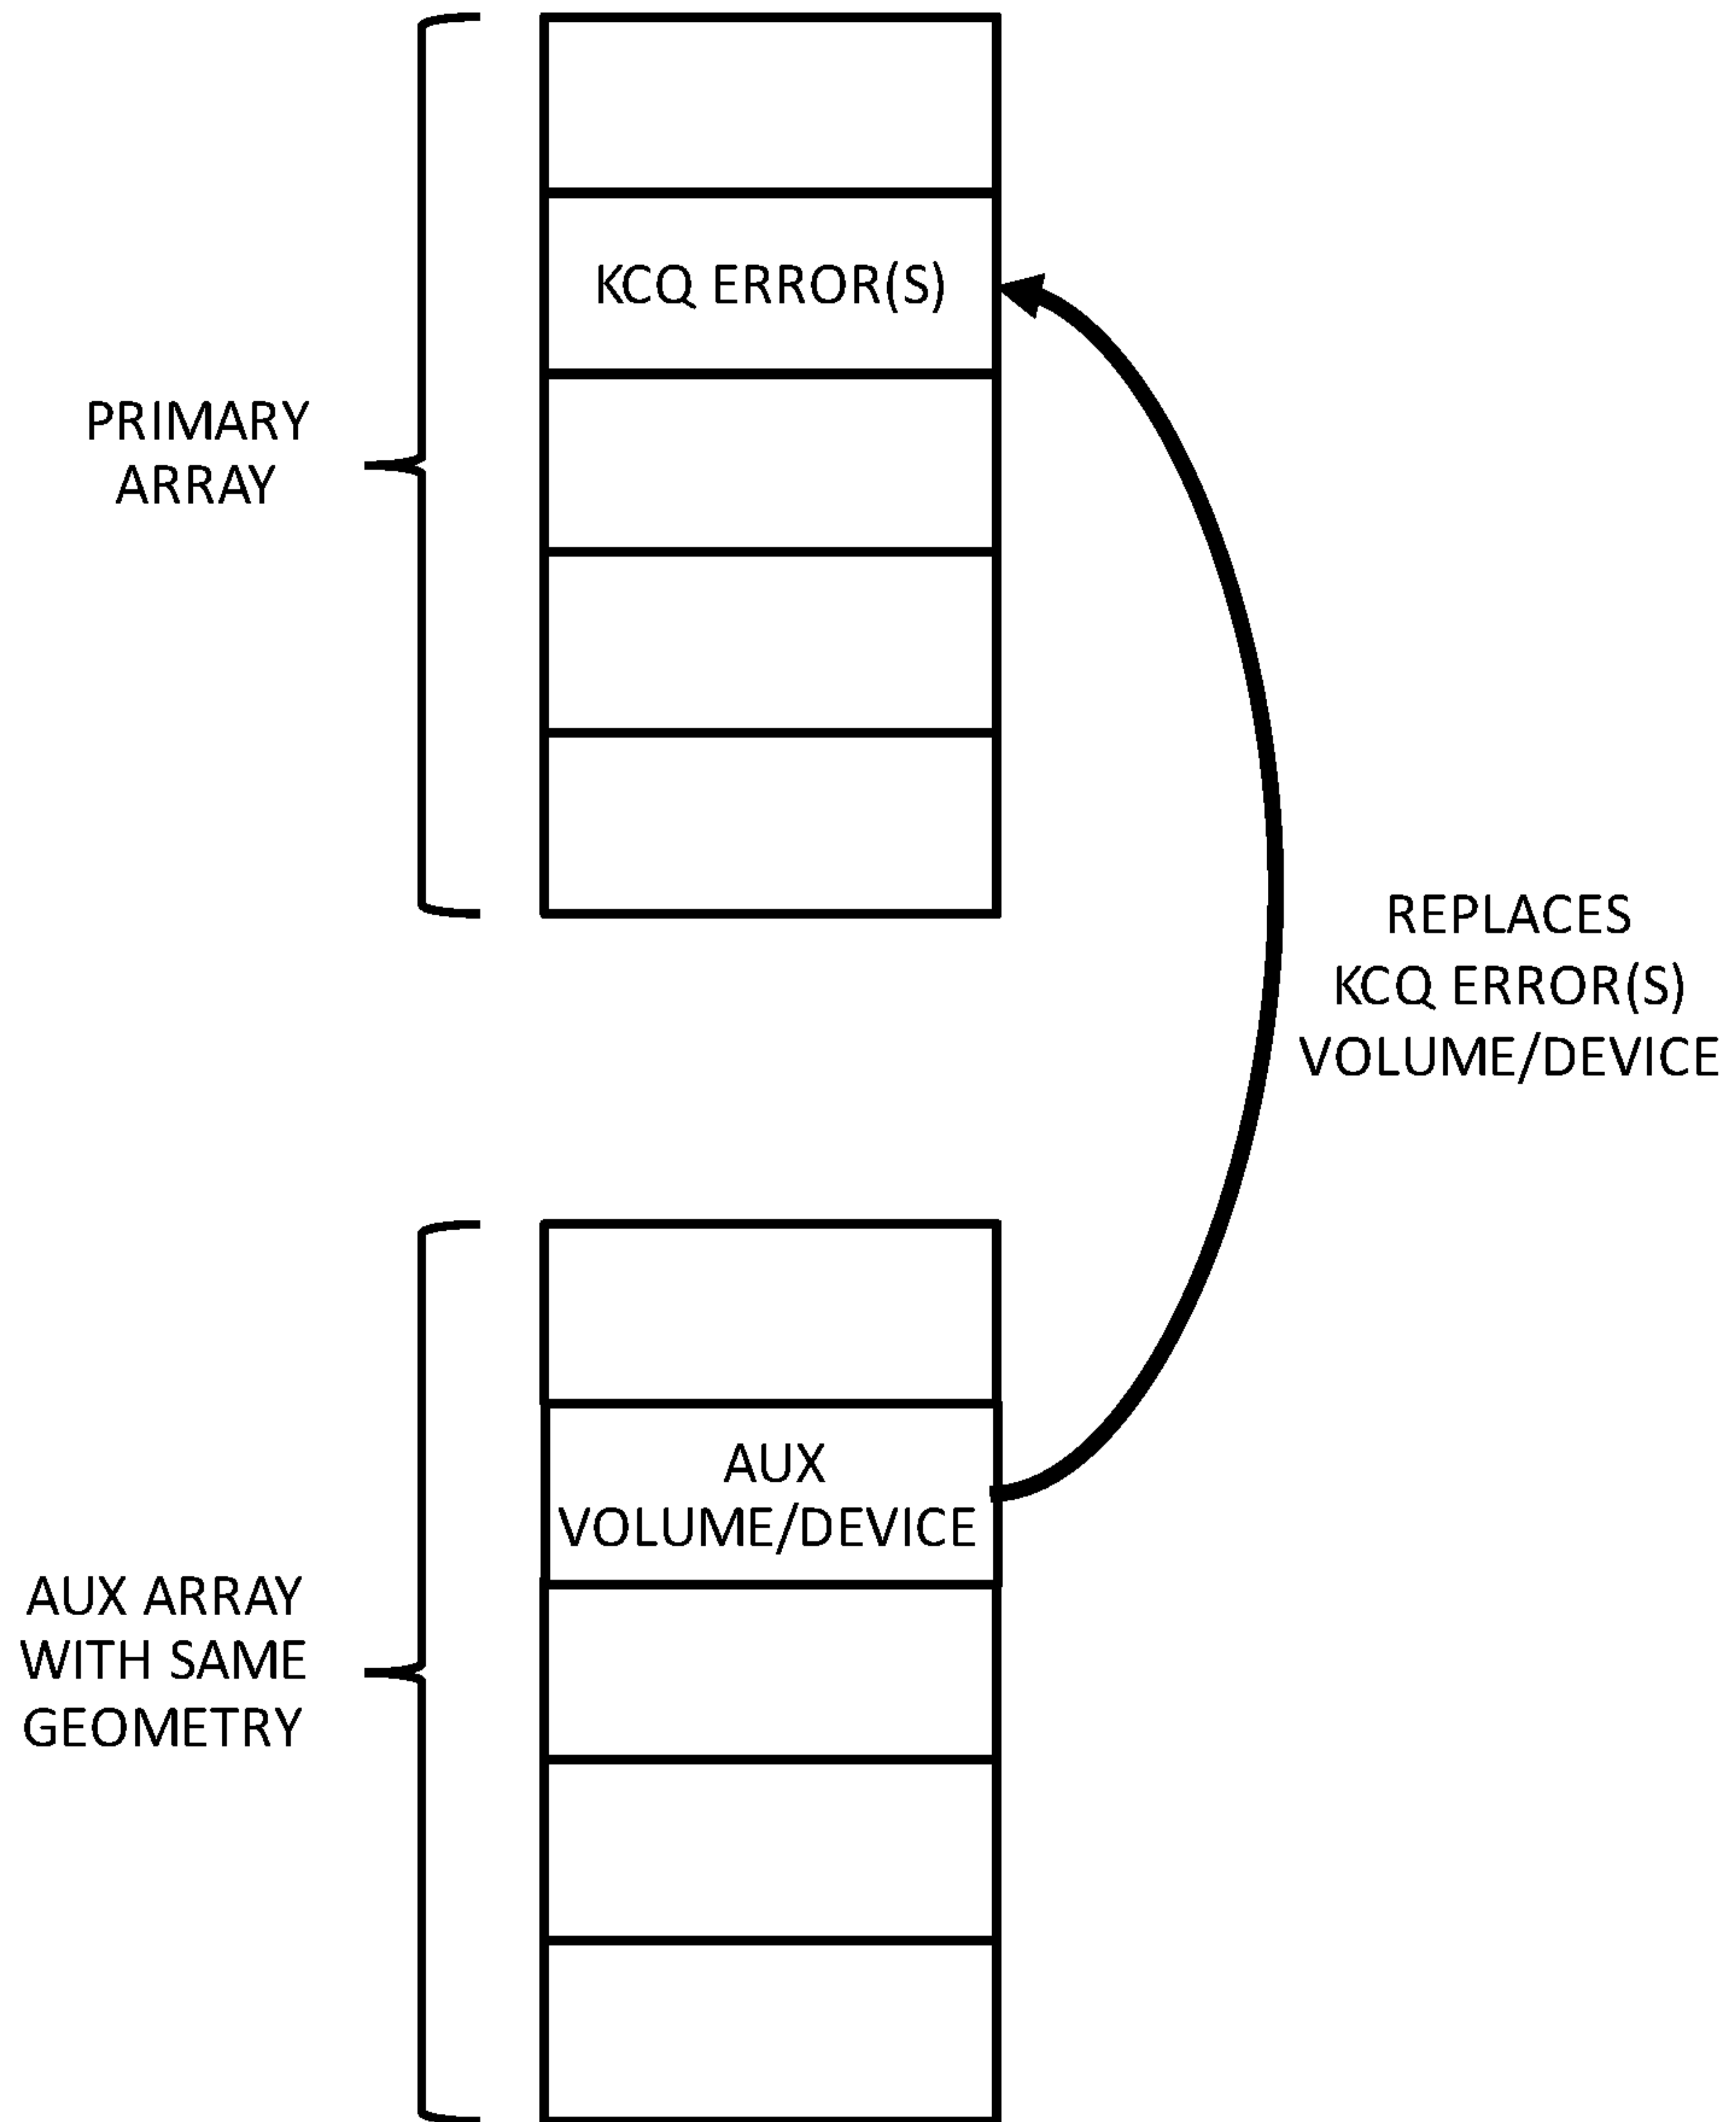 KCQ ERROR(S)
PRIMARY
ARRAY
REPLACES
KCQ ERROR(S)
VOLUME/DEVICE
AUX
VOLUME/DEVICE
AUX ARRAY
WITH SAME
GEOMETRY